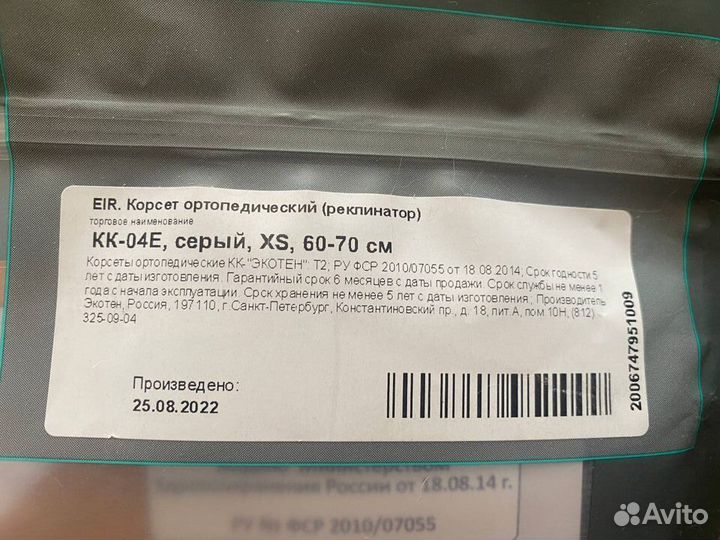 EIR. Корсет ортопедический (реклинатор)
торговое наименование
КК-04Е, серый, XS, 60-70 см
Корсеты ортопедические КК-"ЭКОТЕН": Т2; РУ ФСР 2010/07055 от 18.08.2014; Срок годности 5
лет с даты изготовления. Гарантийный срок 6 месяцев с даты продажи. Срок службы не менее 1
года с начала эксплуатации. Срок хранения не менее 5 лет с даты изготовления.; Производитель
Экотен, Россия, 197110, г. Санкт-Петербург, Константиновский пр., д. 18, лит.А, пом.10Н, (812)
325-09-04
Произведено:
25.08.2022
2006747951009
Здравоохранения России от 18.08.14 г.
РУ № ФСР 2010/07055
Avito